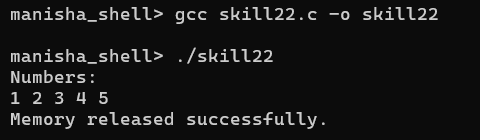 manisha_shell> gcc skill22.c -o skill22
manisha_shell> ./skill22
Numbers:
1 2 3 4 5
Memory released successfully.